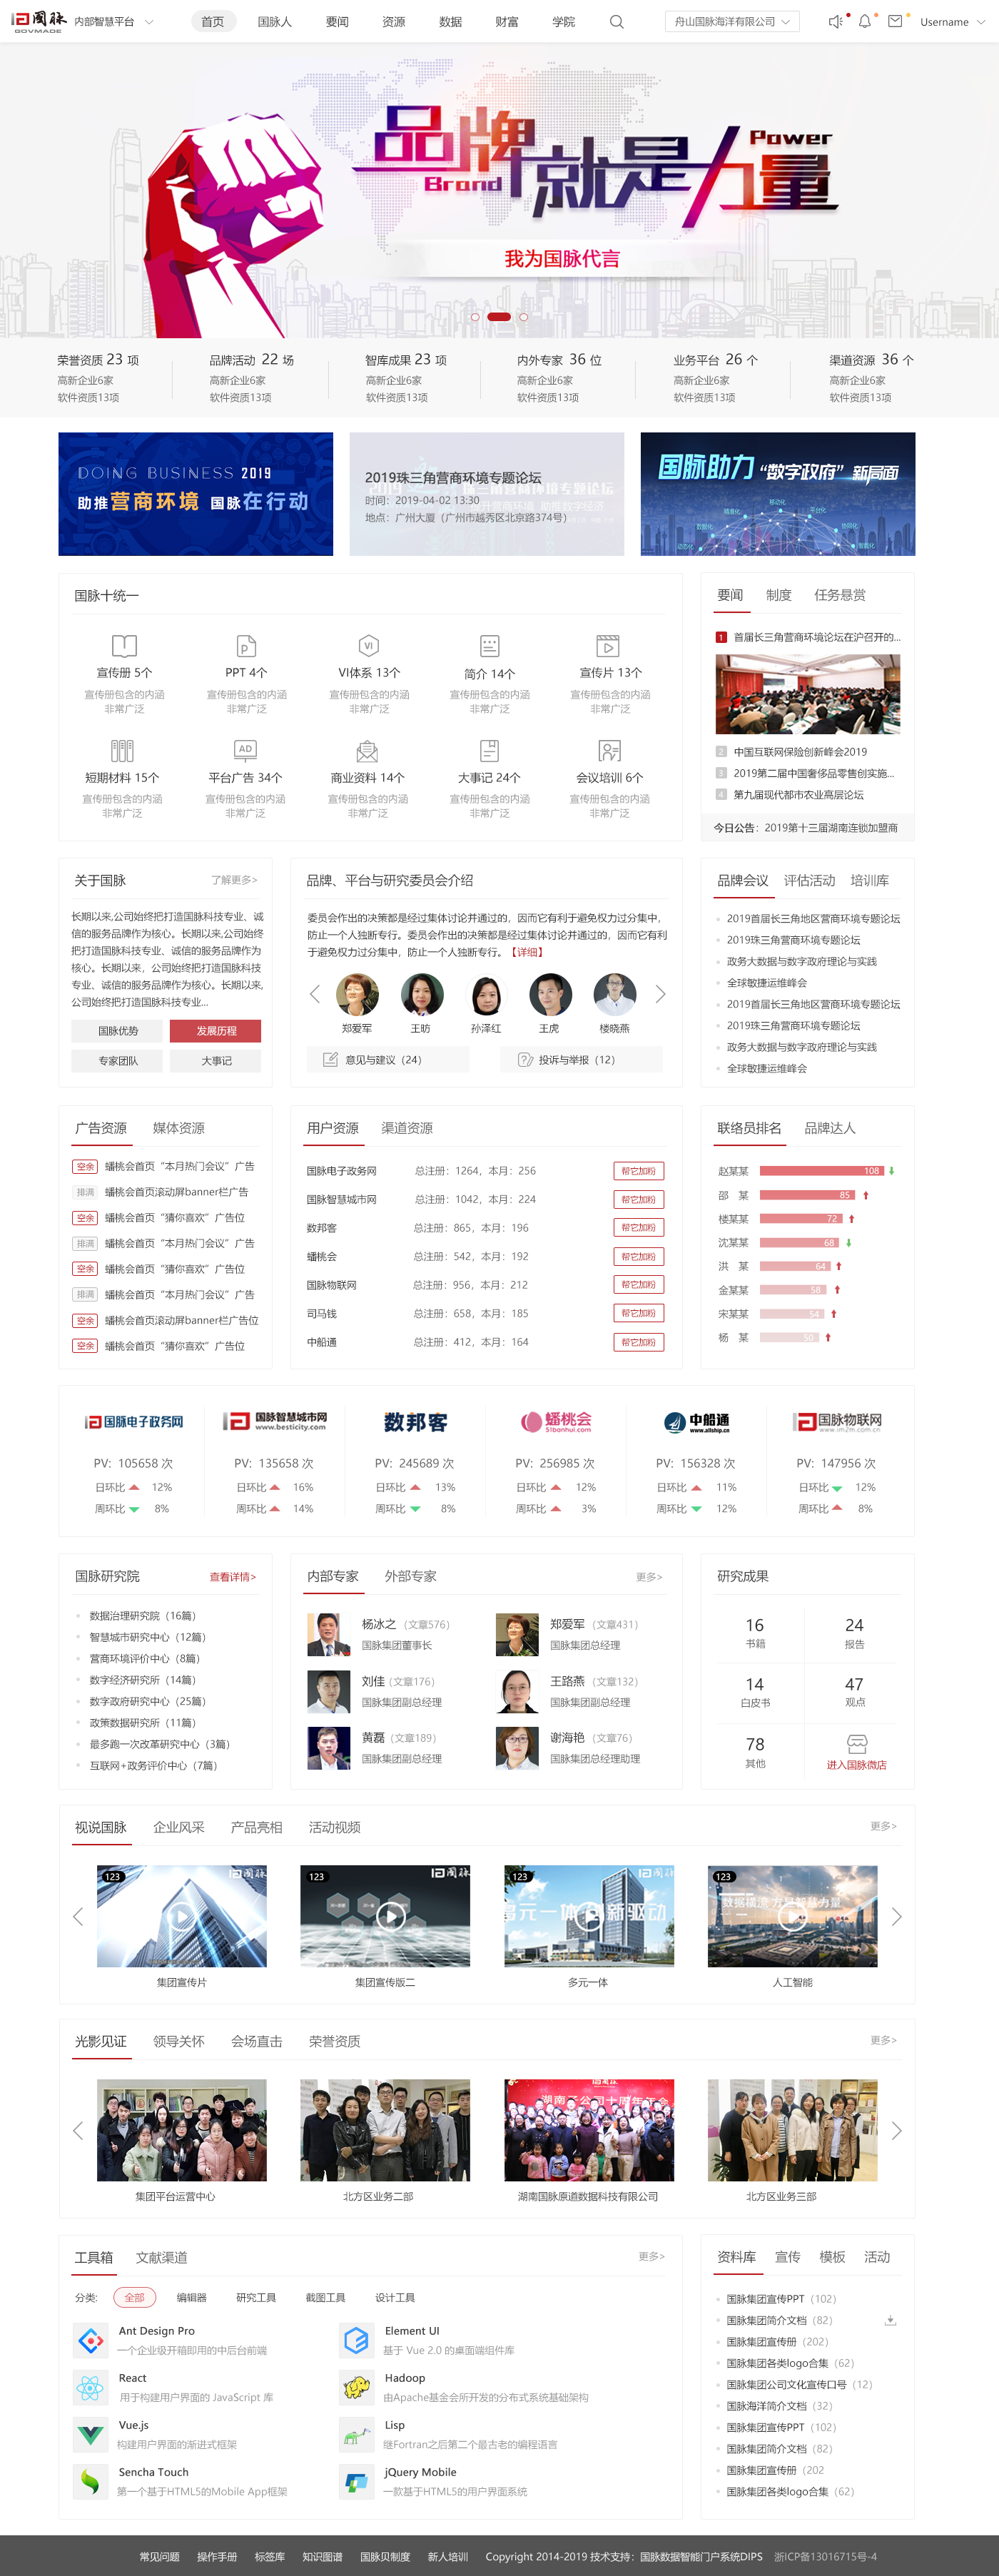 国脉 GOVMADE 内部智慧平台 首页 国脉人 要闻 资源 数据 财富 学院 舟山国脉海洋有限公司 Username
品牌就是力量
Brand Power
我为国脉代言
荣誉资质 23 项 品牌活动 22 场 智库成果 23 项 内外专家 36 位 业务平台 26 个 渠道资源 36 个
高新企业6家 高新企业6家 高新企业6家 高新企业6家 高新企业6家 高新企业6家
软件资质13项 软件资质13项 软件资质13项 软件资质13项 软件资质13项 软件资质13项
DOING BUSINESS 2019
助推营商环境 国脉在行动
2019珠三角营商环境专题论坛
时间：2019-04-02 13:30
地点：广州大厦（广州市越秀区北京路374号）
国脉助力“数字政府”新局面
国脉十统一
宣传册 5个 PPT 4个 VI体系 13个 简介 14个 宣传片 13个
宣传册包含的内涵 宣传册包含的内涵 宣传册包含的内涵 宣传册包含的内涵 宣传册包含的内涵
非常广泛 非常广泛 非常广泛 非常广泛 非常广泛
短期材料 15个 平台广告 34个 商业资料 14个 大事记 24个 会议培训 6个
宣传册包含的内涵 宣传册包含的内涵 宣传册包含的内涵 宣传册包含的内涵 宣传册包含的内涵
非常广泛 非常广泛 非常广泛 非常广泛 非常广泛
要闻 制度 任务悬赏
1 首届长三角营商环境论坛在沪召开的...
2 中国互联网保险创新峰会2019
3 2019第二届中国奢侈品零售创实施...
4 第九届现代都市农业高层论坛
今日公告：2019第十三届湖南连锁加盟商
关于国脉 了解更多>
长期以来,公司始终把打造国脉科技专业、诚
信的服务品牌作为核心。长期以来,公司始终
把打造国脉科技专业、诚信的服务品牌作为
核心。长期以来，公司始终把打造国脉科技
专业、诚信的服务品牌作为核心。长期以来,
公司始终把打造国脉科技专业...
国脉优势 发展历程
专家团队 大事记
品牌、平台与研究委员会介绍
委员会作出的决策都是经过集体讨论并通过的，因而它有利于避免权力过分集中，
防止一个人独断专行。委员会作出的决策都是经过集体讨论并通过的，因而它有利
于避免权力过分集中，防止一个人独断专行。【详细】
郑爱军 王昉 孙泽红 王虎 楼晓燕
意见与建议（24） 投诉与举报（12）
品牌会议 评估活动 培训库
2019首届长三角地区营商环境专题论坛
2019珠三角营商环境专题论坛
政务大数据与数字政府理论与实践
全球敏捷运维峰会
2019首届长三角地区营商环境专题论坛
2019珠三角营商环境专题论坛
政务大数据与数字政府理论与实践
全球敏捷运维峰会
广告资源 媒体资源
空余 蟠桃会首页“本月热门会议”广告
排满 蟠桃会首页滚动屏banner栏广告
空余 蟠桃会首页“猜你喜欢”广告位
排满 蟠桃会首页“本月热门会议”广告
空余 蟠桃会首页“猜你喜欢”广告位
排满 蟠桃会首页“本月热门会议”广告
空余 蟠桃会首页滚动屏banner栏广告位
空余 蟠桃会首页“猜你喜欢”广告位
用户资源 渠道资源
国脉电子政务网 总注册：1264，本月：256 帮它加粉
国脉智慧城市网 总注册：1042，本月：224 帮它加粉
数邦客 总注册：865，本月：196 帮它加粉
蟠桃会 总注册：542，本月：192 帮它加粉
国脉物联网 总注册：956，本月：212 帮它加粉
司马钱 总注册：658，本月：185 帮它加粉
中船通 总注册：412，本月：164 帮它加粉
联络员排名 品牌达人
赵某某 108
邵 某 85
楼某某 72
沈某某 68
洪 某 64
金某某 58
宋某某 54
杨 某 50
国脉电子政务网 国脉智慧城市网 www.besticity.com 数邦客 蟠桃会 51banhui.com 中船通 www.allship.cn 国脉物联网 www.im2m.com.cn
PV：105658 次 PV：135658 次 PV：245689 次 PV：256985 次 PV：156328 次 PV：147956 次
日环比 12% 日环比 16% 日环比 13% 日环比 12% 日环比 11% 日环比 12%
周环比 8% 周环比 14% 周环比 8% 周环比 3% 周环比 12% 周环比 8%
国脉研究院 查看详情>
数据治理研究院（16篇）
智慧城市研究中心（12篇）
营商环境评价中心（8篇）
数字经济研究所（14篇）
数字政府研究中心（25篇）
政策数据研究所（11篇）
最多跑一次改革研究中心（3篇）
互联网+政务评价中心（7篇）
内部专家 外部专家 更多>
杨冰之（文章576） 郑爱军（文章431）
国脉集团董事长 国脉集团总经理
刘佳（文章176） 王路燕（文章132）
国脉集团副总经理 国脉集团副总经理
黄磊（文章189） 谢海艳（文章76）
国脉集团副总经理 国脉集团总经理助理
研究成果
16 24
书籍 报告
14 47
白皮书 观点
78
其他 进入国脉微店
视说国脉 企业风采 产品亮相 活动视频 更多>
123 国脉 123 国脉 123 多元一体 新驱动 123 数据横流 方显智慧力量
集团宣传片 集团宣传版二 多元一体 人工智能
光影见证 领导关怀 会场直击 荣誉资质 更多>
集团平台运营中心 北方区业务二部 湖南国脉原道数据科技有限公司 北方区业务三部
工具箱 文献渠道 更多>
分类: 全部 编辑器 研究工具 截图工具 设计工具
Ant Design Pro Element UI
一个企业级开箱即用的中后台前端 基于 Vue 2.0 的桌面端组件库
React Hadoop
用于构建用户界面的 JavaScript 库 由Apache基金会所开发的分布式系统基础架构
Vue.js Lisp
构建用户界面的渐进式框架 继Fortran之后第二个最古老的编程语言
Sencha Touch jQuery Mobile
第一个基于HTML5的Mobile App框架 一款基于HTML5的用户界面系统
资料库 宣传 模板 活动
国脉集团宣传PPT（102）
国脉集团简介文档（82）
国脉集团宣传册（202）
国脉集团各类logo合集（62）
国脉集团公司文化宣传口号（12）
国脉海洋简介文档（32）
国脉集团宣传PPT（102）
国脉集团简介文档（82）
国脉集团宣传册（202
国脉集团各类logo合集（62）
常见问题 操作手册 标签库 知识图谱 国脉贝制度 新人培训 Copyright 2014-2019 技术支持：国脉数据智能门户系统DIPS 浙ICP备13016715号-4